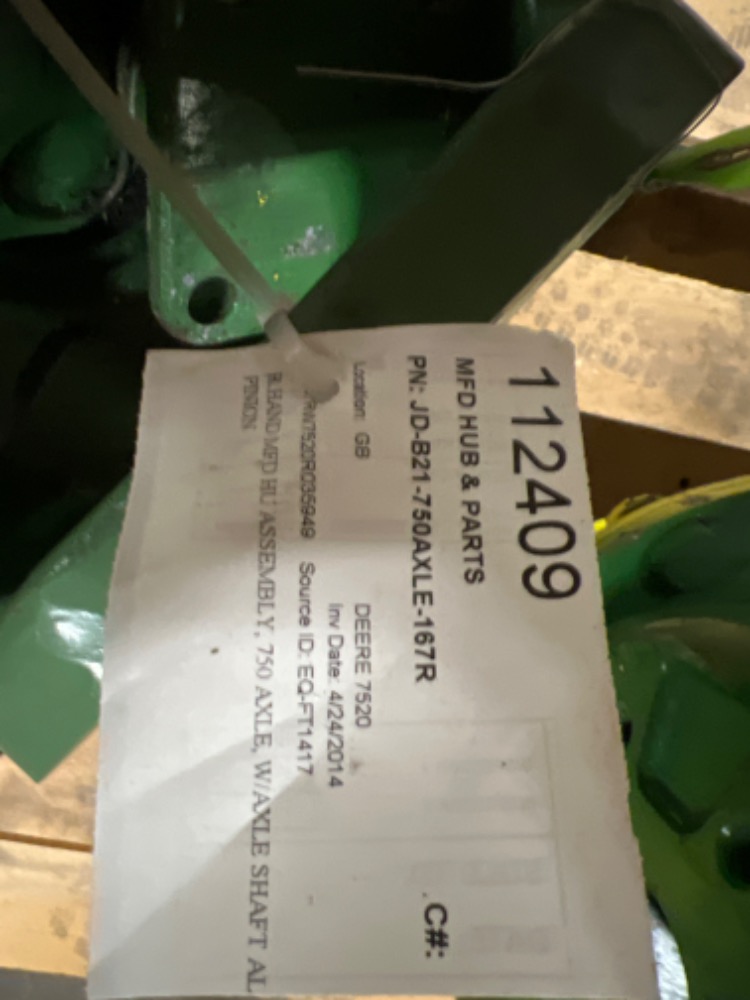 112409
MFD HUB & PARTS
PN: JD-B21-750AXLE-167R C#:
Location: GB DEERE 7520
Inv Date: 4/24/2014
RW7520R035949 Source ID: EQ-FT1417
R.HAND MFD HU ASSEMBLY, 750 AXLE, W/AXLE SHAFT AL
PINION